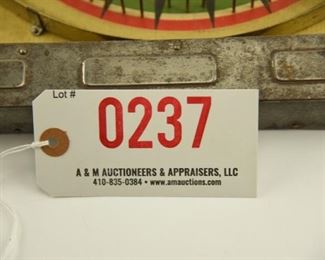 Lot #
0237
A & M AUCTIONEERS & APPRAISERS, LLC
410-835-0384 • www.amauctions.com